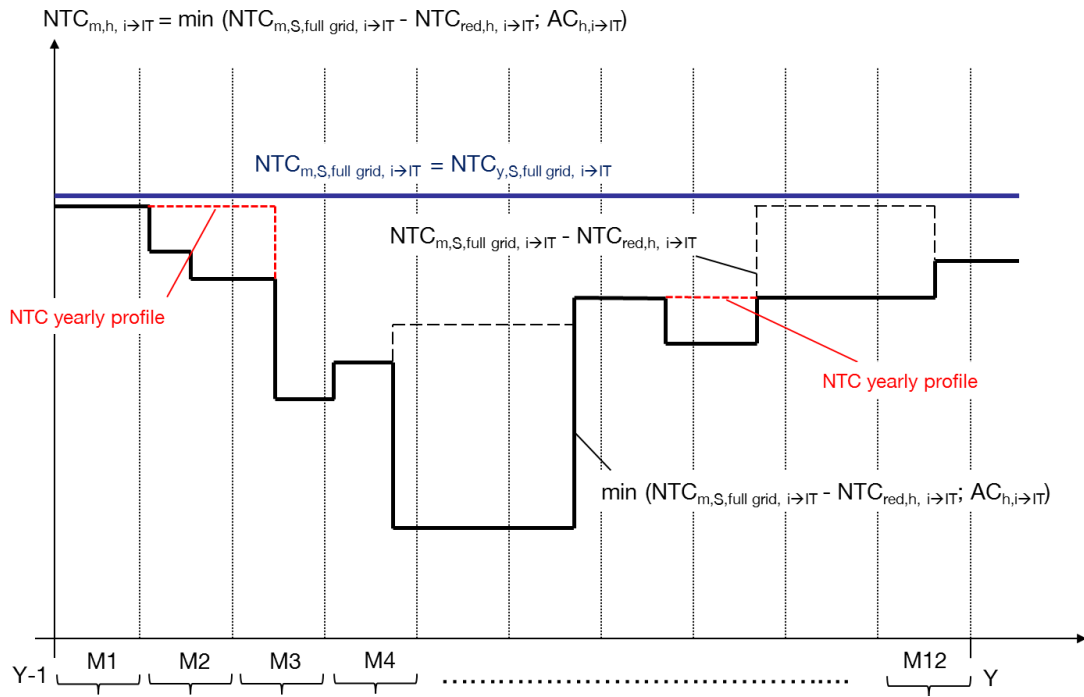 NTCm,h, i→IT = min (NTCm,S,full grid, i→IT - NTCred,h, i→IT; ACh,i→IT)
NTCm,S,full grid, i→IT = NTCy,S,full grid, i→IT
NTCm,S,full grid, i→IT - NTCred,h, i→IT
NTC yearly profile
NTC yearly profile
min (NTCm,S,full grid, i→IT - NTCred,h, i→IT; ACh,i→IT)
Y-1 M1 M2 M3 M4 M12 Y